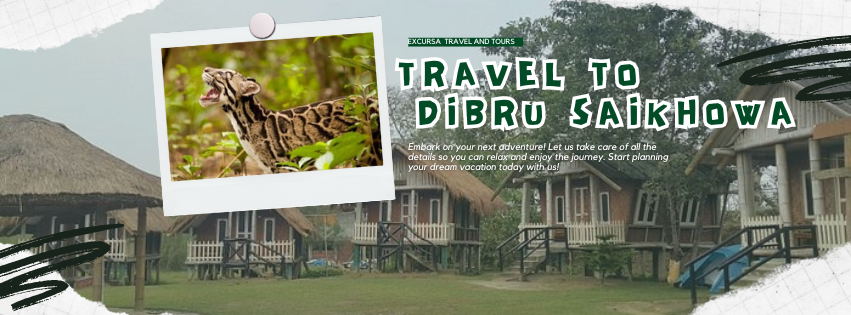 EXCURSA TRAVEL AND TOURS
TRAVEL TO
DIBRU SAIKHOWA
Embark on your next adventure! Let us take care of all the
details so you can relax and enjoy the journey. Start planning
your dream vacation today with us!